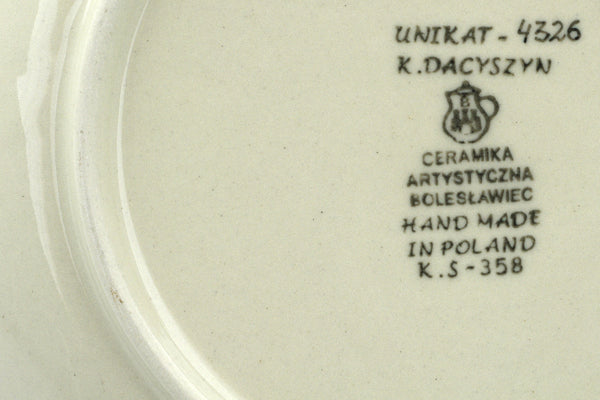 UNIKAT - 4326
K.DACYSZYN
CERAMIKA
ARTYSTYCZNA
BOLESŁAWIEC
HAND MADE
IN POLAND
K.S-358